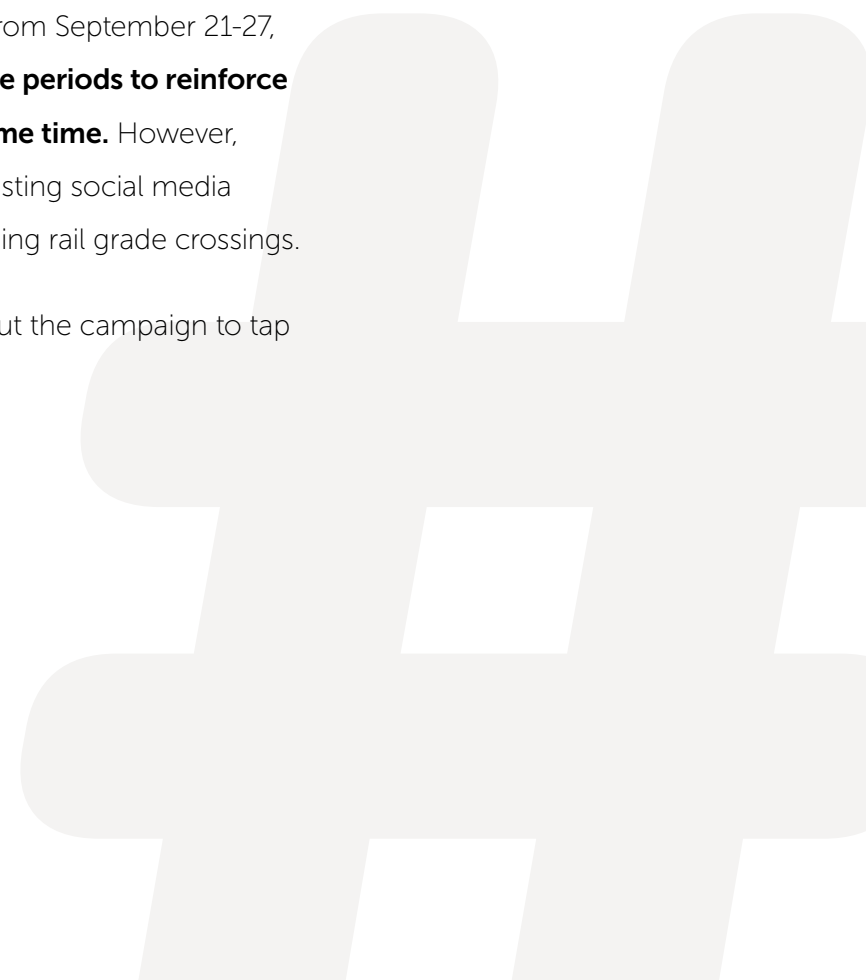 rom September 21-27,
e periods to reinforce
me time. However,
sting social media
ing rail grade crossings.
ut the campaign to tap
#